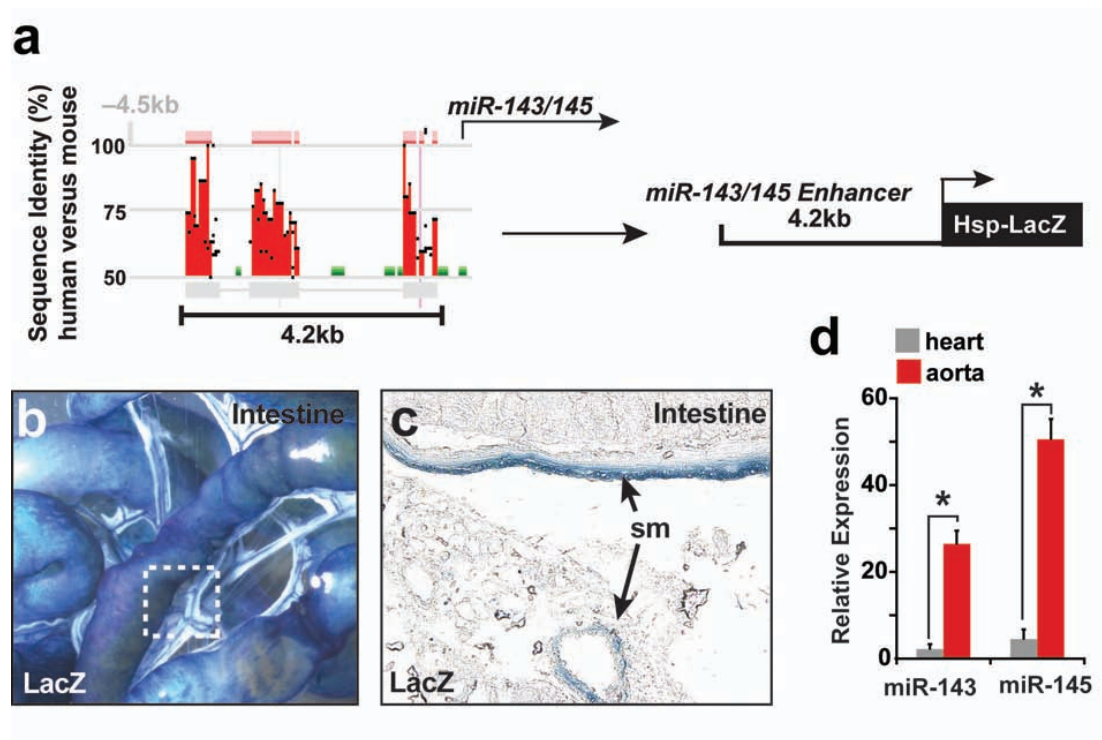 a
Sequence Identity (%)
human versus mouse
–4.5kb
100
75
50
4.2kb
miR-143/145
miR-143/145 Enhancer
4.2kb
Hsp-LacZ
b
Intestine
LacZ
c
Intestine
sm
LacZ
d
heart
aorta
Relative Expression
60
40
20
0
*
*
miR-143
miR-145